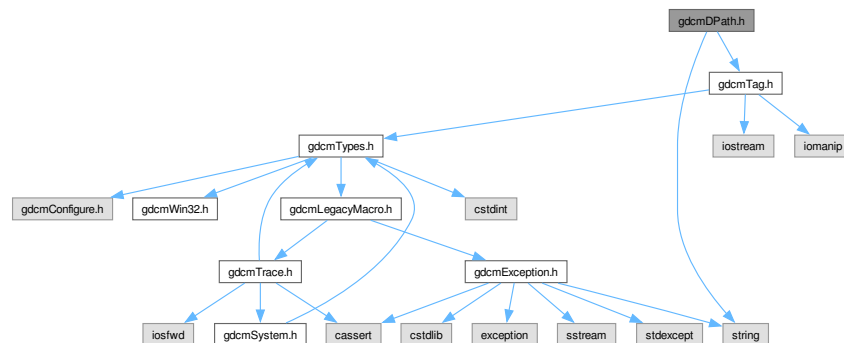 gdcmDPath.h
gdcmTag.h
iostream
iomanip
gdcmTypes.h
gdcmConfigure.h
gdcmWin32.h
gdcmLegacyMacro.h
cstdint
gdcmTrace.h
gdcmException.h
iosfwd
gdcmSystem.h
cassert
cstdlib
exception
sstream
stdexcept
string